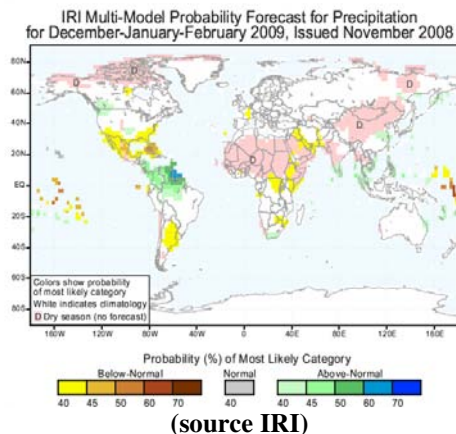 IRI Multi-Model Probability Forecast for Precipitation
for December-January-February 2009, Issued November 2008
80N
60N
40N
20N
EQ
20S
40S
60S
80S
D
D
D
D
D
Colors show probability
of most likely category
White indicates climatology
D Dry season (no forecast)
160W 120W 80W 40W 0 40E 80E 120E 160E
Probability (%) of Most Likely Category
Below-Normal Normal Above-Normal
40 45 50 60 70 40 40 45 50 60 70
(source IRI)